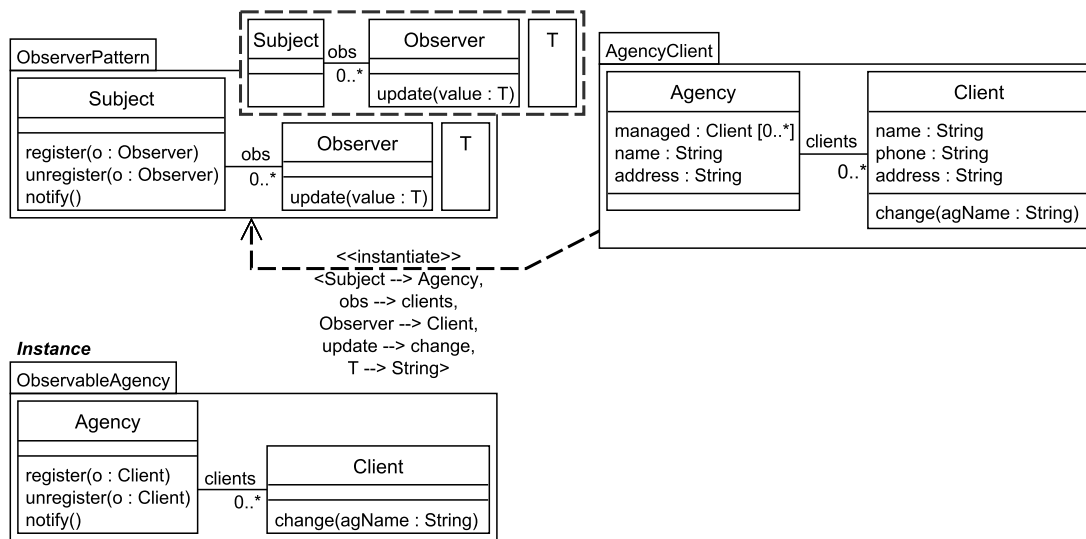 ObserverPattern
Subject
obs
0..*
Observer
update(value : T)
T
Subject
register(o : Observer)
unregister(o : Observer)
notify()
obs
0..*
Observer
update(value : T)
T
AgencyClient
Agency
managed : Client [0..*]
name : String
address : String
clients
0..*
Client
name : String
phone : String
address : String
change(agName : String)
<<instantiate>>
<Subject --> Agency,
obs --> clients,
Observer --> Client,
update --> change,
T --> String>
Instance
ObservableAgency
Agency
register(o : Client)
unregister(o : Client)
notify()
clients
0..*
Client
change(agName : String)